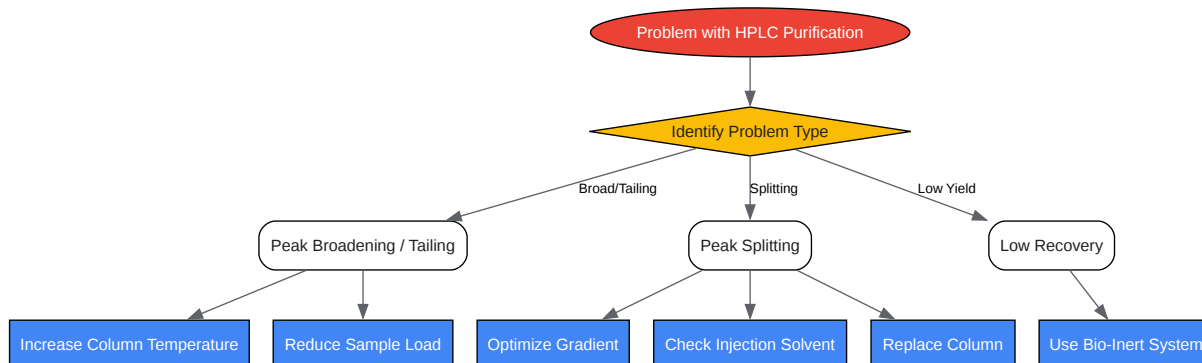 Problem with HPLC Purification
Identify Problem Type
Broad/Tailing
Splitting
Low Yield
Peak Broadening / Tailing
Peak Splitting
Low Recovery
Increase Column Temperature
Reduce Sample Load
Optimize Gradient
Check Injection Solvent
Replace Column
Use Bio-Inert System